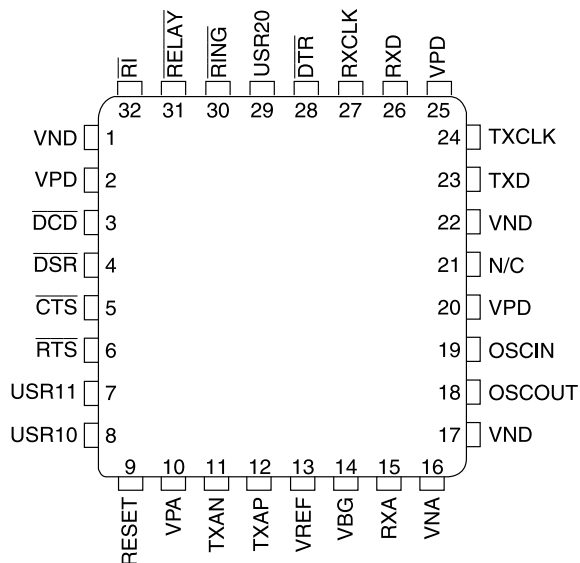 RI
RELAY
RING
USR20
DTR
RXCLK
RXD
VPD
32 31 30 29 28 27 26 25
VND 1 24 TXCLK
VPD 2 23 TXD
DCD 3 22 VND
DSR 4 21 N/C
CTS 5 20 VPD
RTS 6 19 OSCIN
USR11 7 18 OSCOUT
USR10 8 17 VND
9 10 11 12 13 14 15 16
RESET
VPA
TXAN
TXAP
VREF
VBG
RXA
VNA